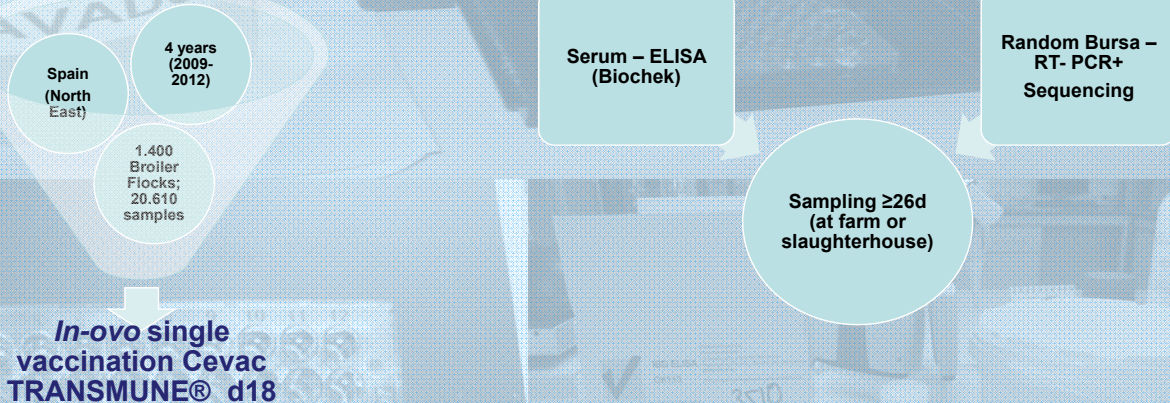 Spain
(North
East)
4 years
(2009-
2012)
1.400
Broiler
Flocks;
20.610
samples
In-ovo single
vaccination Cevac
TRANSMUNE® d18
Serum – ELISA
(Biochek)
Random Bursa –
RT- PCR+
Sequencing
Sampling ≥26d
(at farm or
slaughterhouse)